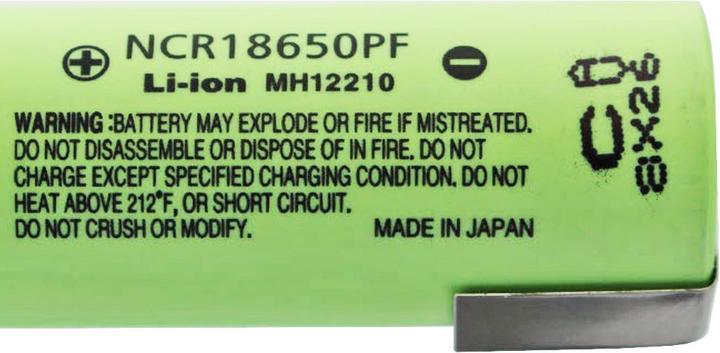 ⊕ NCR18650PF ⊖
Li-ion MH12210
WARNING :BATTERY MAY EXPLODE OR FIRE IF MISTREATED.
DO NOT DISASSEMBLE OR DISPOSE OF IN FIRE. DO NOT
CHARGE EXCEPT SPECIFIED CHARGING CONDITION. DO NOT
HEAT ABOVE 212°F, OR SHORT CIRCUIT.
DO NOT CRUSH OR MODIFY. MADE IN JAPAN
C